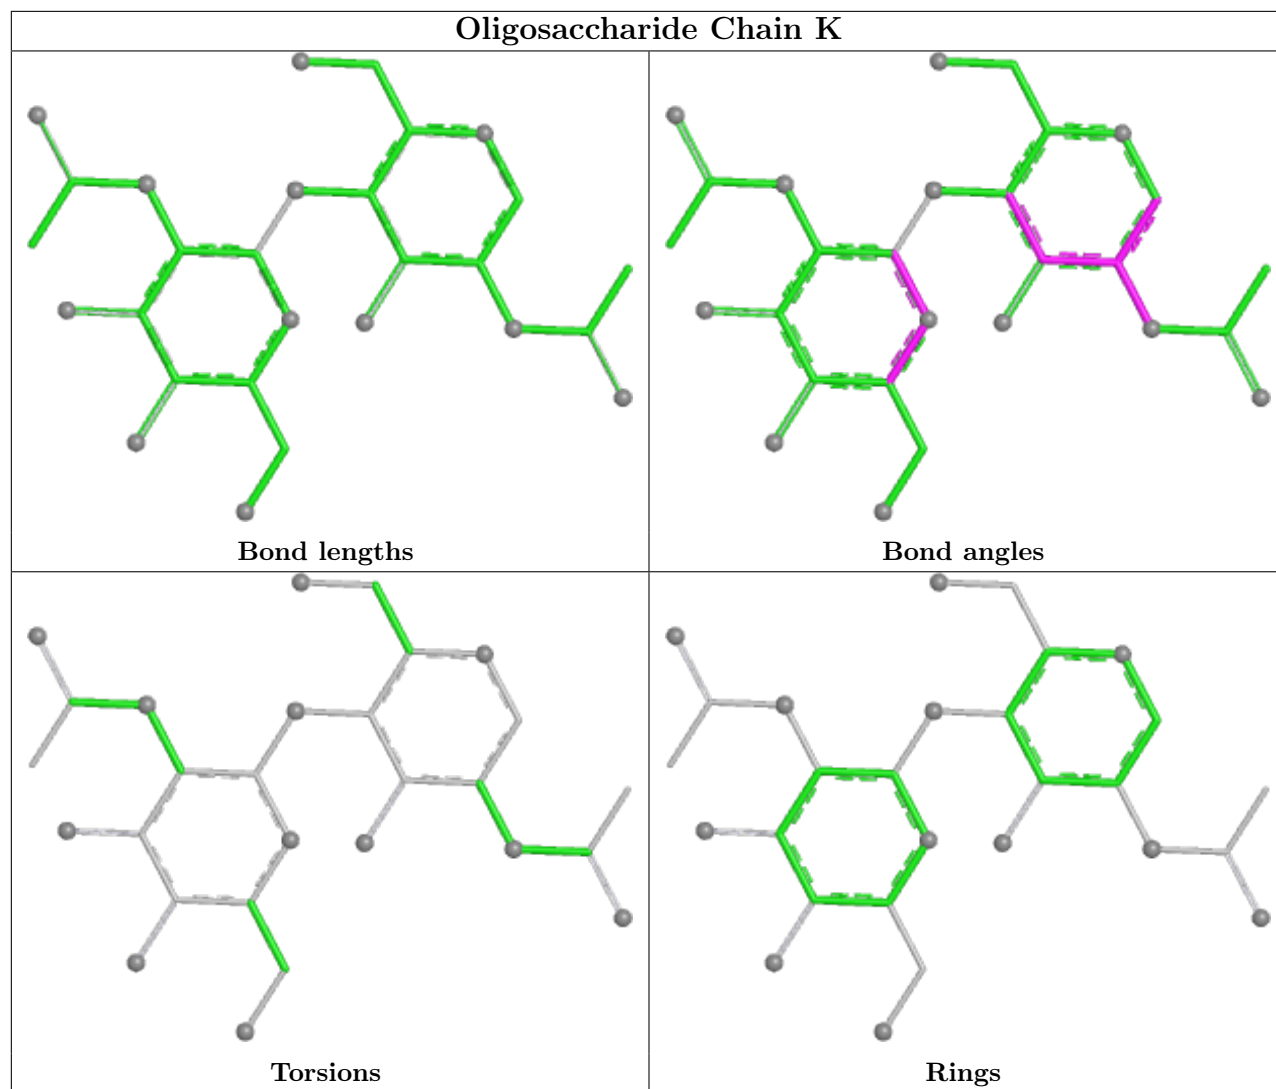 Oligosaccharide Chain K
Bond lengths
Bond angles
Torsions
Rings